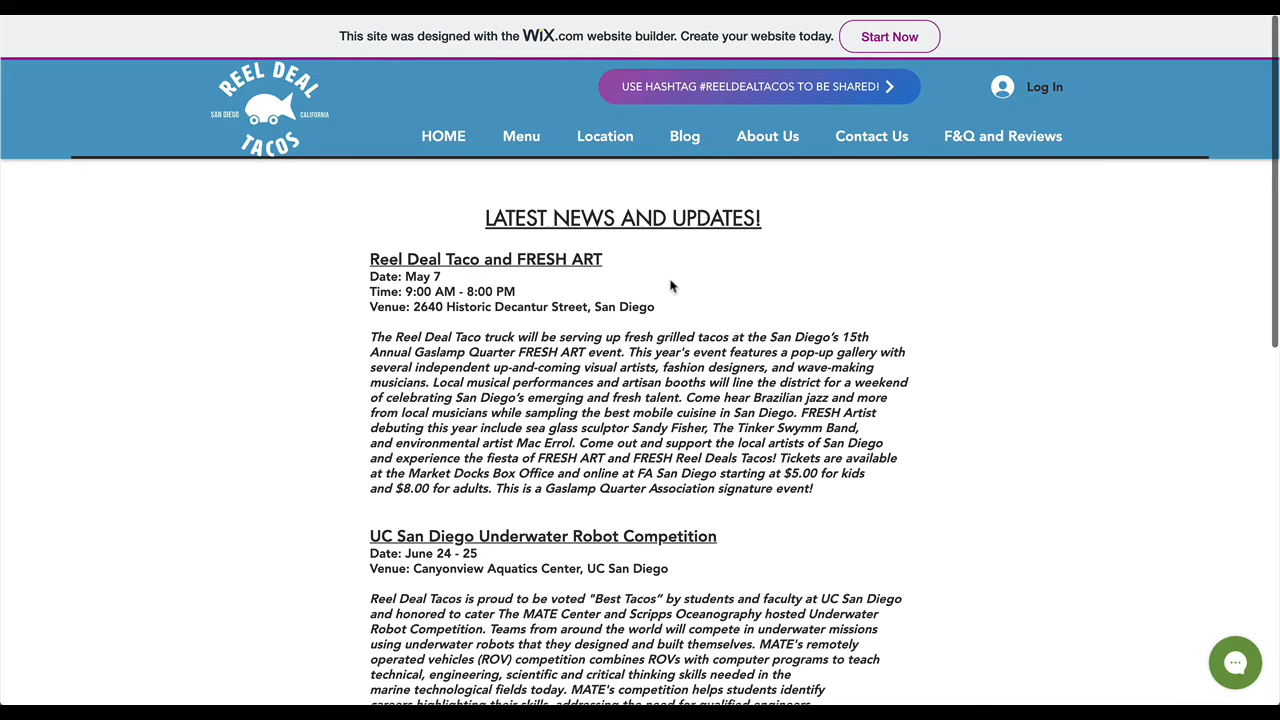 This site was designed with the WiX.com website builder. Create your website today. Start Now
REEL DEAL
SAN DIEGO CALIFORNIA
TACOS
USE HASHTAG #REELDEALTACOS TO BE SHARED!
Log In
HOME Menu Location Blog About Us Contact Us F&Q and Reviews
LATEST NEWS AND UPDATES!
Reel Deal Taco and FRESH ART
Date: May 7
Time: 9:00 AM - 8:00 PM
Venue: 2640 Historic Decantur Street, San Diego
The Reel Deal Taco truck will be serving up fresh grilled tacos at the San Diego's 15th
Annual Gaslamp Quarter FRESH ART event. This year's event features a pop-up gallery with
several independent up-and-coming visual artists, fashion designers, and wave-making
musicians. Local musical performances and artisan booths will line the district for a weekend
of celebrating San Diego's emerging and fresh talent. Come hear Brazilian jazz and more
from local musicians while sampling the best mobile cuisine in San Diego. FRESH Artist
debuting this year include sea glass sculptor Sandy Fisher, The Tinker Swymm Band,
and environmental artist Mac Errol. Come out and support the local artists of San Diego
and experience the fiesta of FRESH ART and FRESH Reel Deals Tacos! Tickets are available
at the Market Docks Box Office and online at FA San Diego starting at $5.00 for kids
and $8.00 for adults. This is a Gaslamp Quarter Association signature event!
UC San Diego Underwater Robot Competition
Date: June 24 - 25
Venue: Canyonview Aquatics Center, UC San Diego
Reel Deal Tacos is proud to be voted "Best Tacos” by students and faculty at UC San Diego
and honored to cater The MATE Center and Scripps Oceanography hosted Underwater
Robot Competition. Teams from around the world will compete in underwater missions
using underwater robots that they designed and built themselves. MATE's remotely
operated vehicles (ROV) competition combines ROVs with computer programs to teach
technical, engineering, scientific and critical thinking skills needed in the
marine technological fields today. MATE's competition helps students identify
careers highlighting their skills, addressing the need for qualified engineers